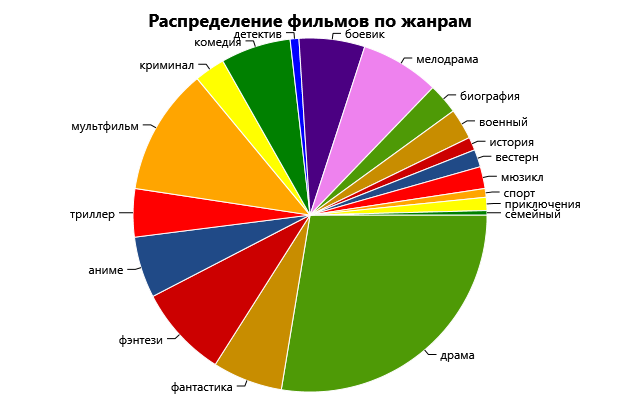 Распределение фильмов по жанрам
детектив
боевик
комедия
мелодрама
криминал
биография
мультфильм
военный
история
вестерн
мюзикл
спорт
приключения
триллер
семейный
аниме
фэнтези
драма
фантастика